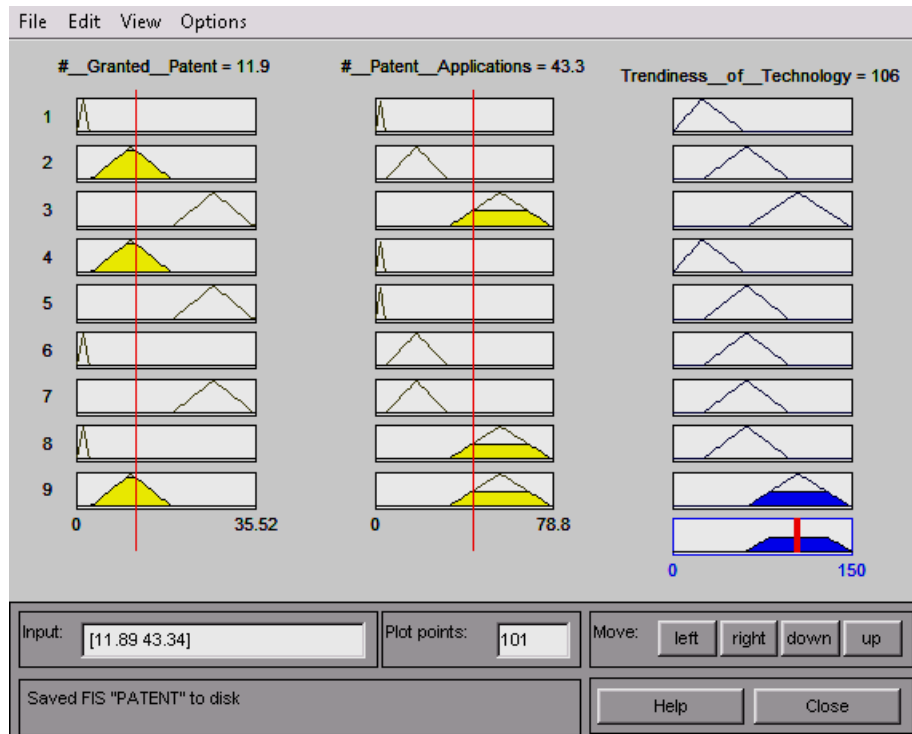 File Edit View Options
#__Granted__Patent = 11.9 #__Patent__Applications = 43.3 Trendiness__of__Technology = 106
1
2
3
4
5
6
7
8
9
0 35.52 0 78.8
0 150
Input: [11.89 43.34] Plot points: 101 Move: left right down up
Saved FIS "PATENT" to disk Help Close